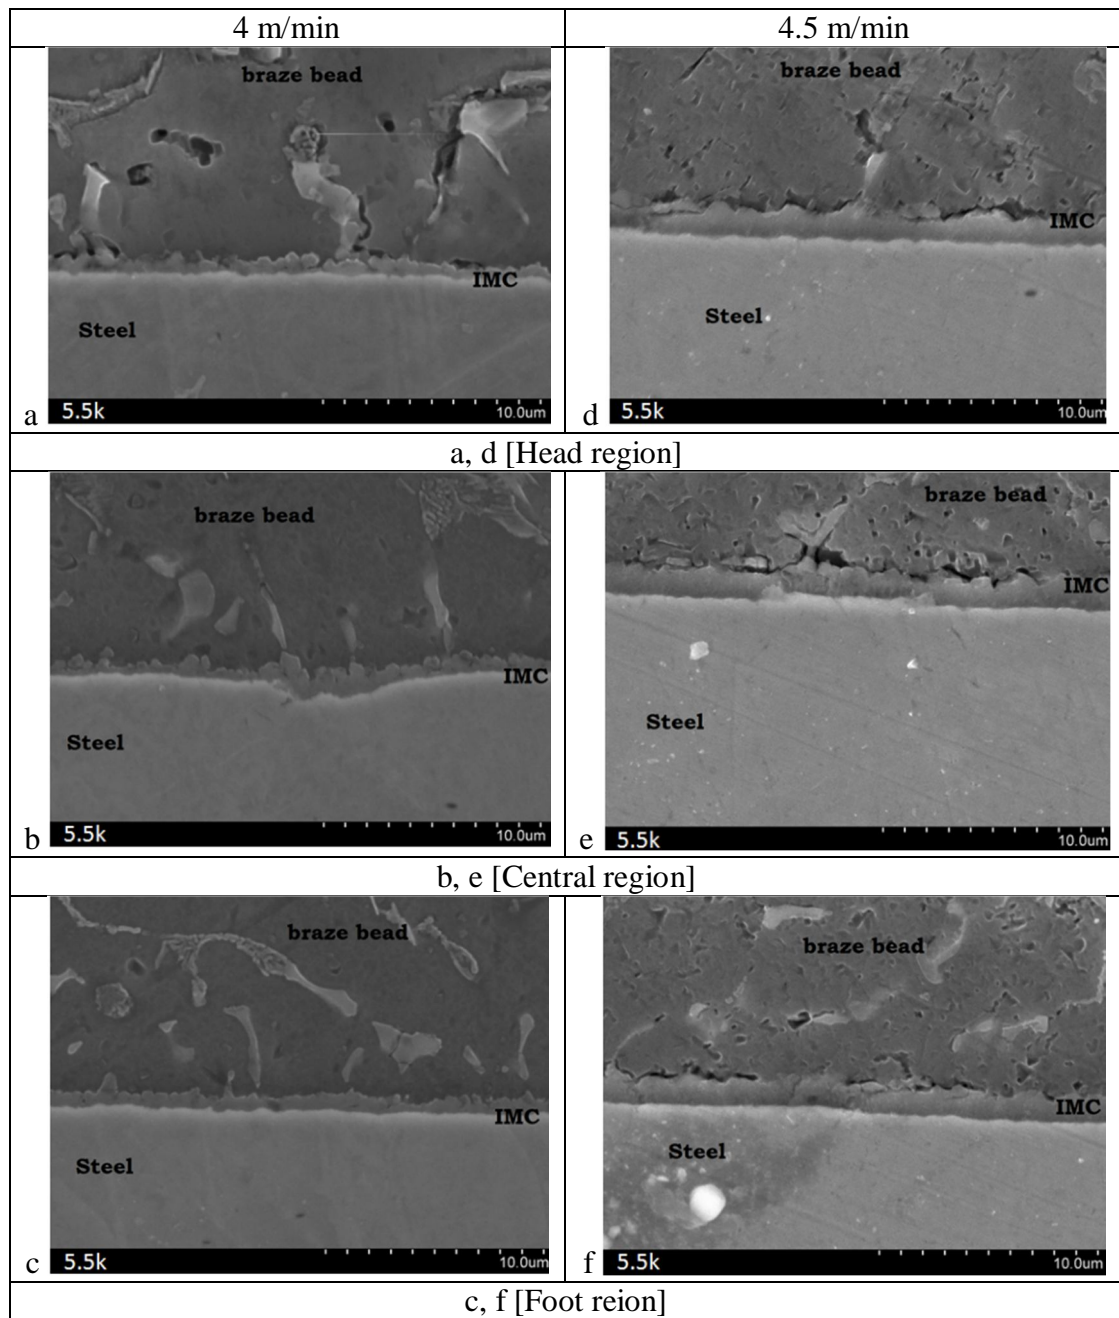 4 m/min
4.5 m/min
braze bead
IMC
Steel
a
5.5k
10.0um
braze bead
IMC
Steel
d
5.5k
10.0um
a, d [Head region]
braze bead
IMC
Steel
b
5.5k
10.0um
braze bead
IMC
Steel
e
5.5k
10.0um
b, e [Central region]
braze bead
IMC
Steel
c
5.5k
10.0um
braze bead
IMC
Steel
f
5.5k
10.0um
c, f [Foot reion]